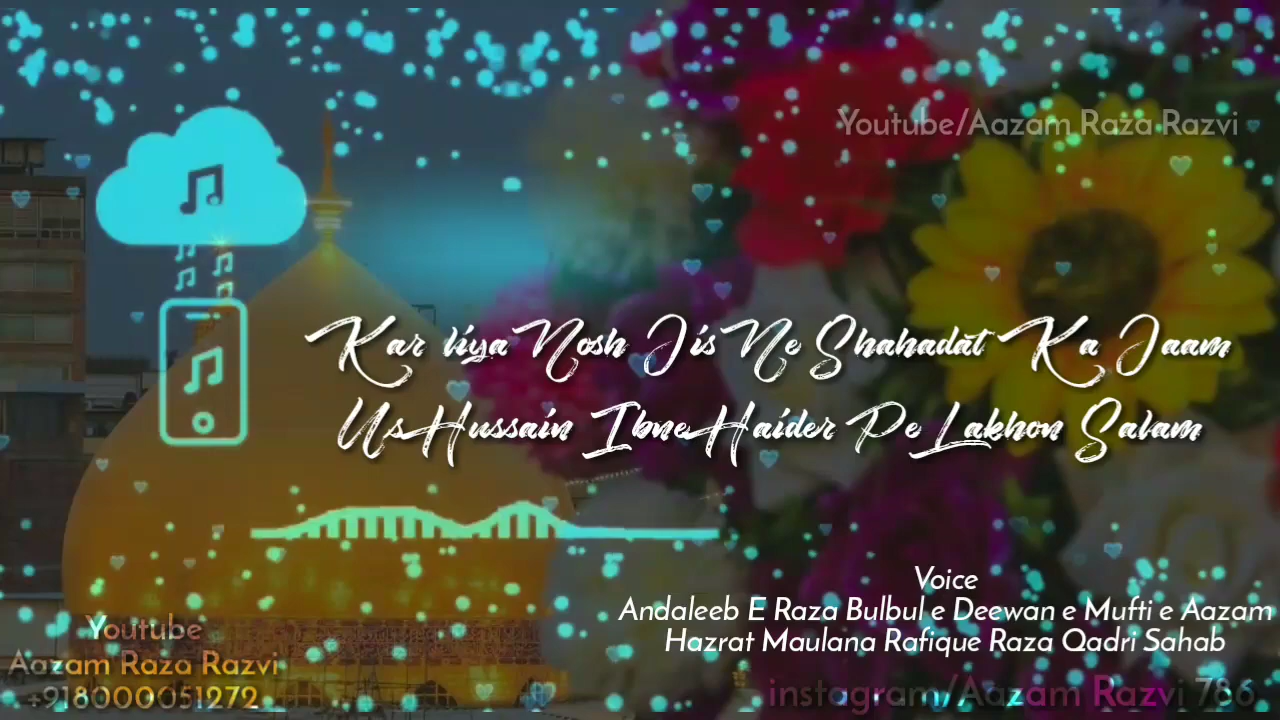 Youtube/Aazam Raza Razvi
Kar kiya Nosh Jis Ne Shahadat Ka Jaam
Us Hussain Ibne Haider Pe Lakhon Salam
Voice
Andaleeb E Raza Bulbul e Deewan e Mufti e Aazam
Hazrat Maulana Rafique Raza Qadri Sahab
Youtube
Aazam Raza Razvi
+918000051272
instagram/Aazam Razvi 786